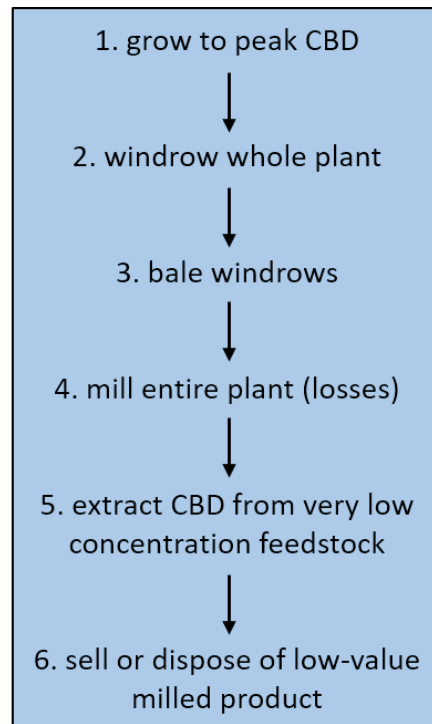 1. grow to peak CBD
2. windrow whole plant
3. bale windrows
4. mill entire plant (losses)
5. extract CBD from very low
concentration feedstock
6. sell or dispose of low-value
milled product